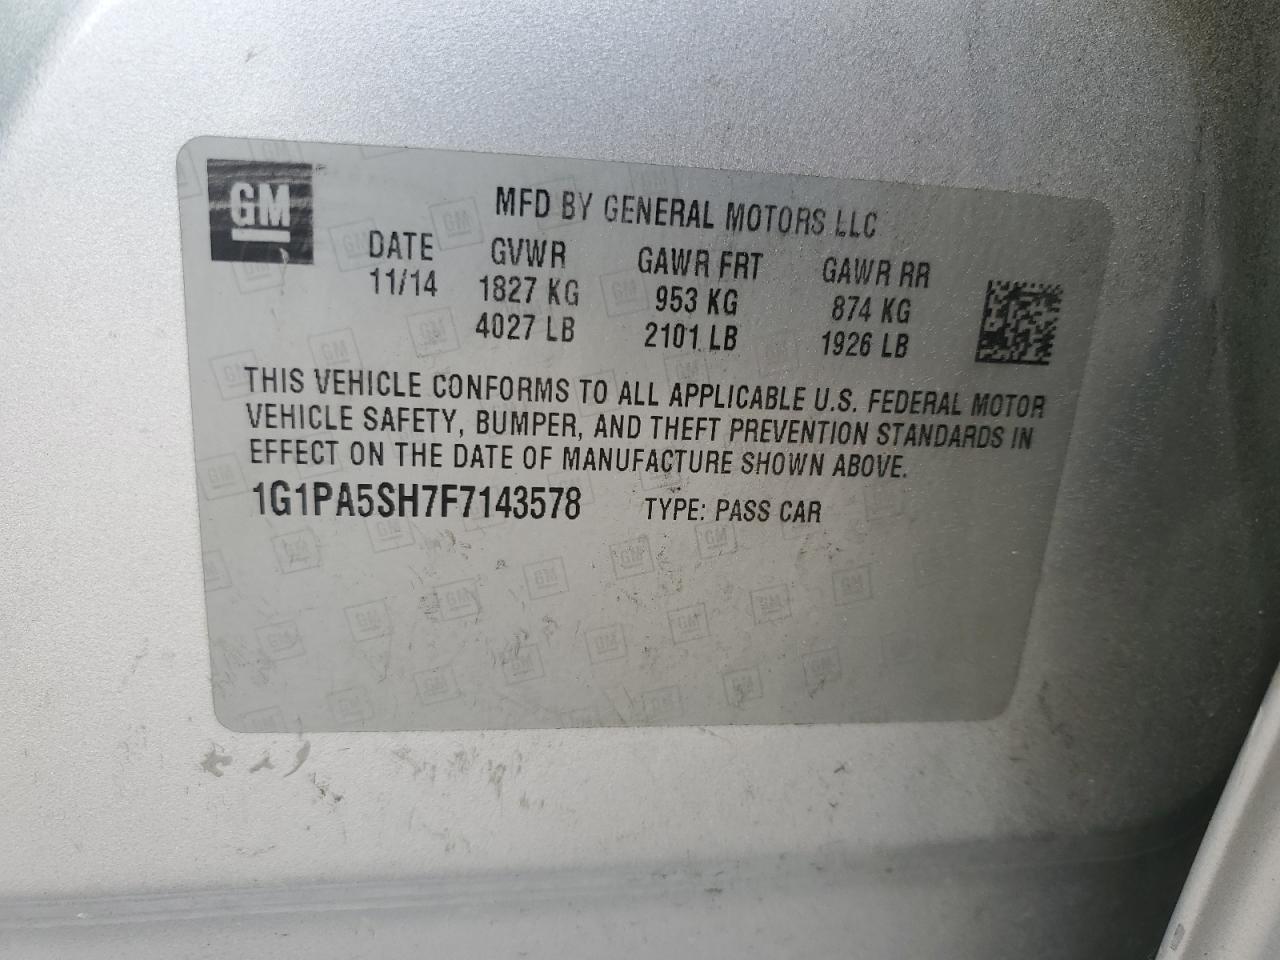 GM
MFD BY GENERAL MOTORS LLC
DATE GVWR GAWR FRT GAWR RR
11/14 1827 KG 953 KG 874 KG
4027 LB 2101 LB 1926 LB
THIS VEHICLE CONFORMS TO ALL APPLICABLE U.S. FEDERAL MOTOR
VEHICLE SAFETY, BUMPER, AND THEFT PREVENTION STANDARDS IN
EFFECT ON THE DATE OF MANUFACTURE SHOWN ABOVE.
1G1PA5SH7F7143578 TYPE: PASS CAR